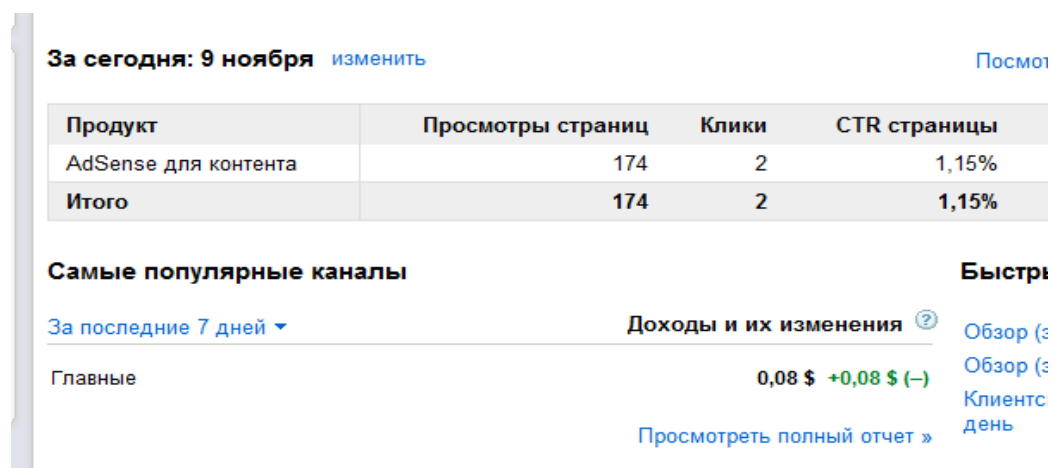 За сегодня: 9 ноября изменить
Продукт Просмотры страниц Клики CTR страницы
AdSense для контента 174 2 1,15%
Итого 174 2 1,15%
Самые популярные каналы
За последние 7 дней Доходы и их изменения ?
Обзор
Обзор
Главные 0,08 $ +0,08 $ (–)
день
Просмотреть полный отчет »